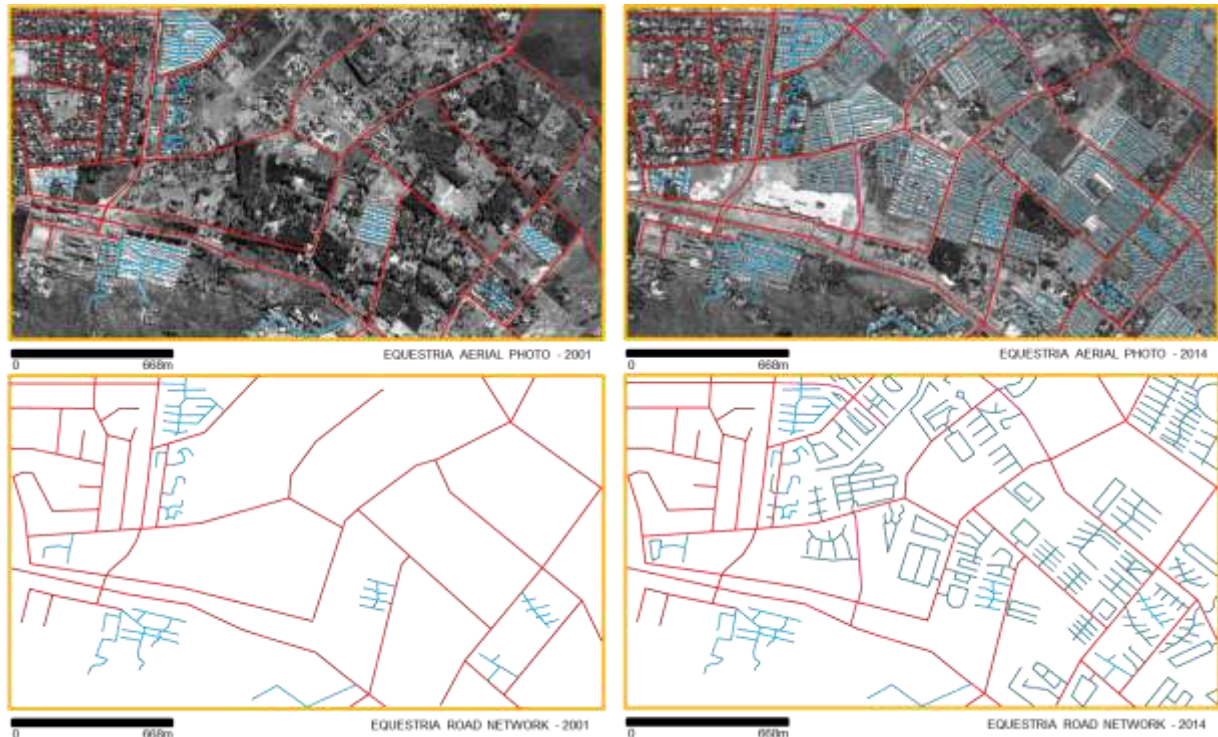 EQUESTRIA AERIAL PHOTO - 2001
0 668m
EQUESTRIA AERIAL PHOTO - 2014
0 668m
EQUESTRIA ROAD NETWORK - 2001
0 668m
EQUESTRIA ROAD NETWORK - 2014
0 668m